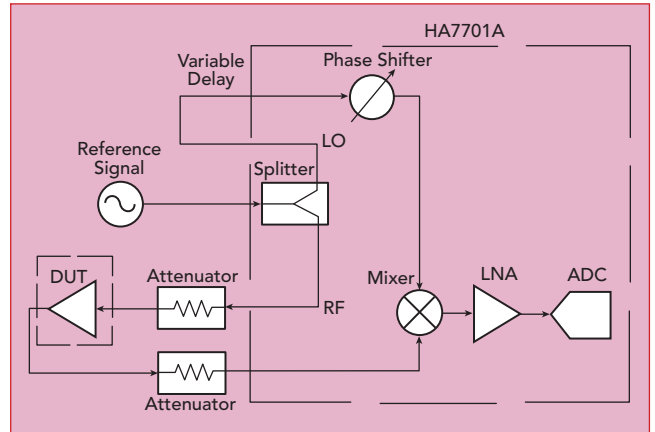 HA7701A
Variable
Delay
Phase Shifter
LO
Reference
Signal
Splitter
DUT
Attenuator
RF
Mixer
LNA
ADC
Attenuator